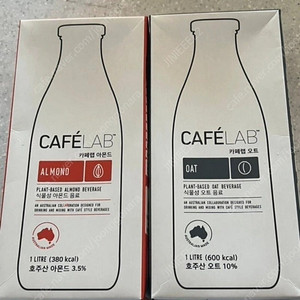 CAFÉLAB™
카페랩 아몬드
ALMOND
PLANT-BASED ALMOND BEVERAGE
식물성 아몬드 음료
AN AUSTRALIAN COLLABORATION DESIGNED FOR
DRINKING AND MIXING WITH CAFE STYLE BEVERAGES
1 LITRE (380 kcal)
호주산 아몬드 3.5%
CAFÉLAB™
카페랩 오트
OAT
PLANT-BASED OAT BEVERAGE
식물성 오트 음료
AN AUSTRALIAN COLLABORATION DESIGNED FOR
DRINKING AND MIXING WITH CAFE STYLE BEVERAGES
1 LITRE (600 kcal)
호주산 오트 10%